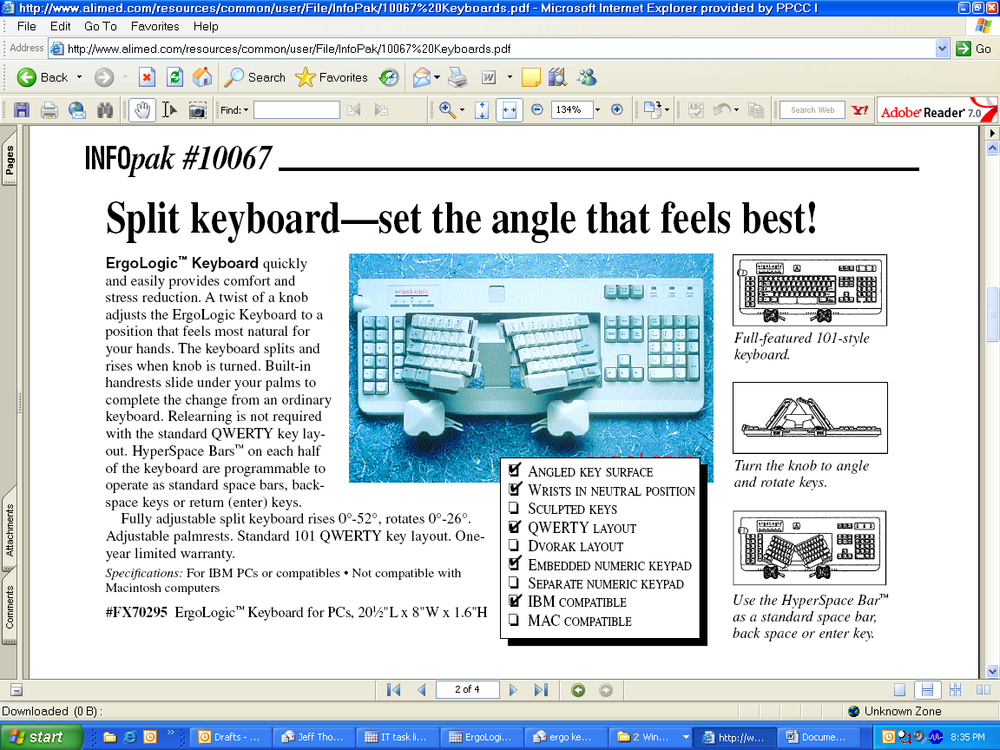 http://www.alimed.com/resources/common/user/File/InfoPak/10067%20Keyboards.pdf - Microsoft Internet Explorer provided by PPCC I
File Edit Go To Favorites Help
Address http://www.alimed.com/resources/common/user/File/InfoPak/10067%20Keyboards.pdf Go
Back Search Favorites
Find: 134% Search Web Y! Adobe Reader 7.0
Pages
Attachments
Comments
INFOpak #10067
Split keyboard—set the angle that feels best!
ErgoLogic™ Keyboard quickly
and easily provides comfort and
stress reduction. A twist of a knob
adjusts the ErgoLogic Keyboard to a
position that feels most natural for
your hands. The keyboard splits and
rises when knob is turned. Built-in
handrests slide under your palms to
complete the change from an ordinary
keyboard. Relearning is not required
with the standard QWERTY key lay-
out. HyperSpace Bars™ on each half
of the keyboard are programmable to
operate as standard space bars, back-
space keys or return (enter) keys.
Fully adjustable split keyboard rises 0°-52°, rotates 0°-26°.
Adjustable palmrests. Standard 101 QWERTY key layout. One-
year limited warranty.
Specifications: For IBM PCs or compatibles • Not compatible with
Macintosh computers
#FX70295 ErgoLogic™ Keyboard for PCs, 20½"L x 8"W x 1.6"H
ergoLogic
ANGLED KEY SURFACE
WRISTS IN NEUTRAL POSITION
SCULPTED KEYS
QWERTY LAYOUT
DVORAK LAYOUT
EMBEDDED NUMERIC KEYPAD
SEPARATE NUMERIC KEYPAD
IBM COMPATIBLE
MAC COMPATIBLE
ergoLogic
Full-featured 101-style
keyboard.
Turn the knob to angle
and rotate keys.
ergoLogic
Use the HyperSpace Bar™
as a standard space bar,
back space or enter key.
2 of 4
Downloaded (0 B) : Unknown Zone
start Drafts - ... Jeff Tho... IT task li... ErgoLogi... ergo ke... 2 Win... http://w... Docume... 8:35 PM